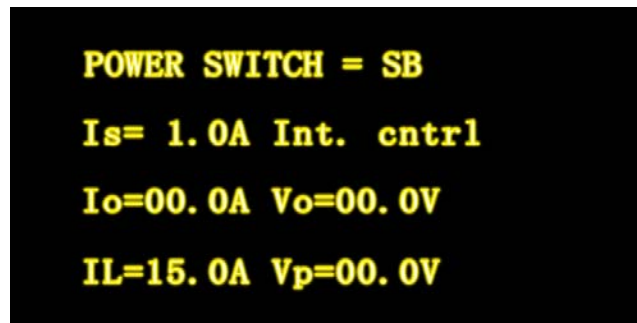 POWER SWITCH = SB
Is= 1.0A Int. cntrl
Io=00.0A Vo=00.0V
IL=15.0A Vp=00.0V